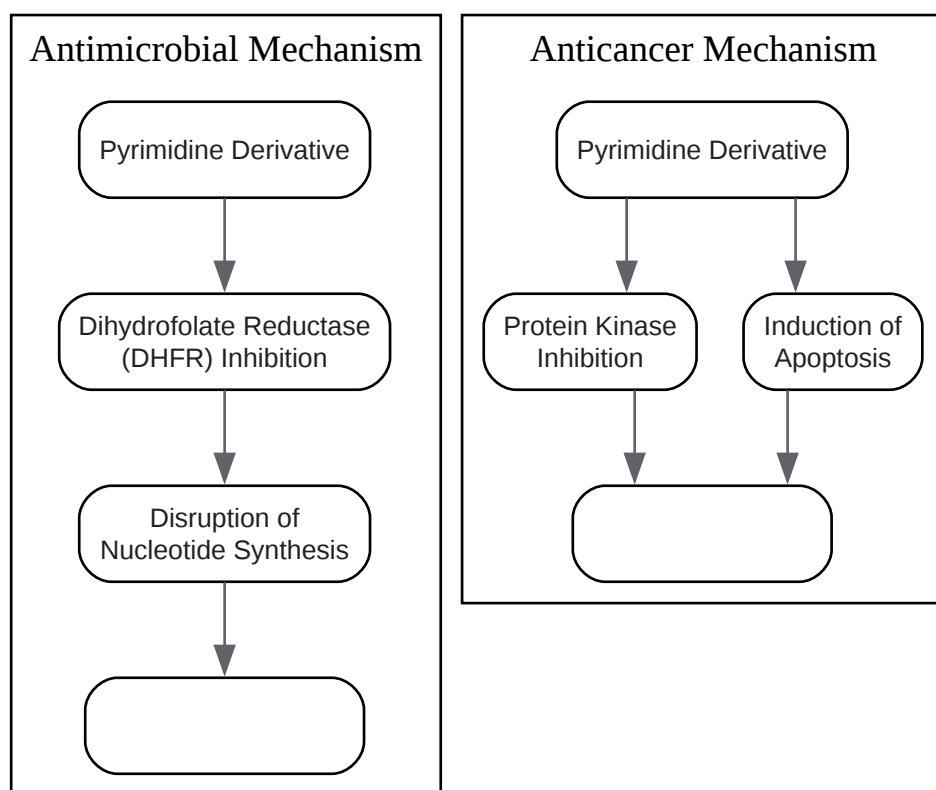 Antimicrobial Mechanism
Pyrimidine Derivative
Dihydrofolate Reductase
(DHFR) Inhibition
Disruption of
Nucleotide Synthesis
Anticancer Mechanism
Pyrimidine Derivative
Protein Kinase
Inhibition
Induction of
Apoptosis